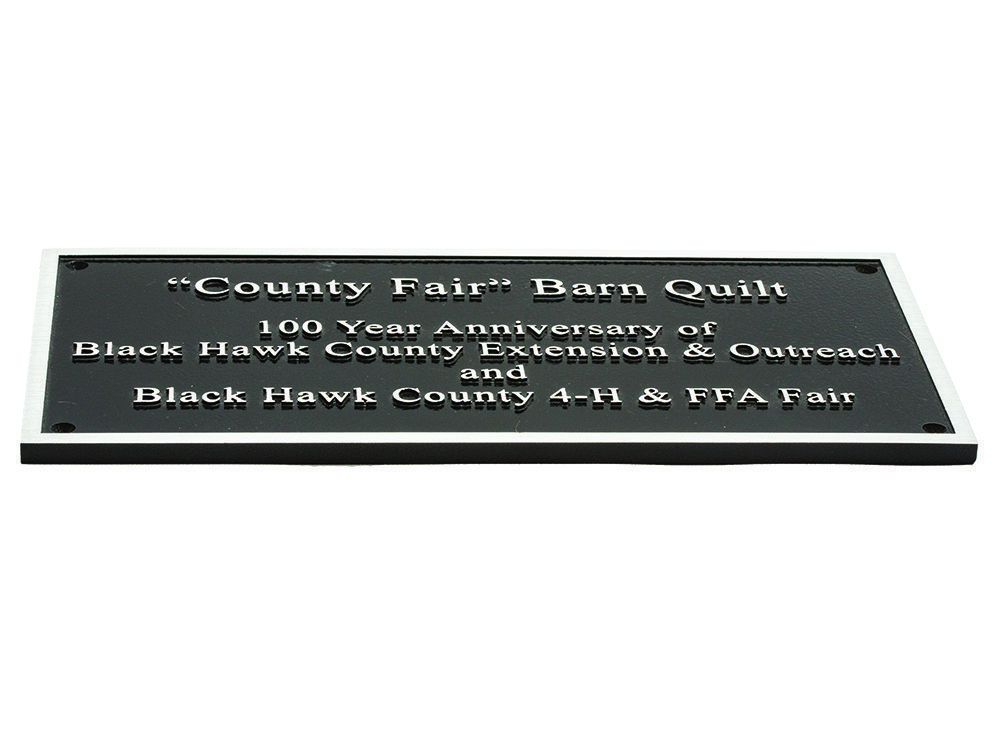 “County Fair” Barn Quilt
100 Year Anniversary of
Black Hawk County Extension & Outreach
and
Black Hawk County 4-H & FFA Fair